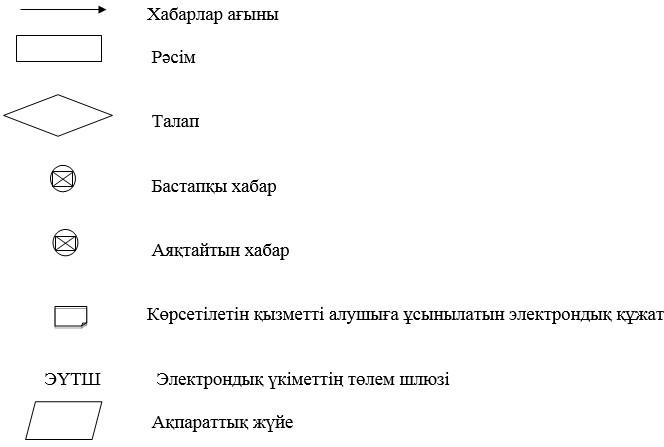 Хабарлар ағыны
Рәсім
Талап
Бастапқы хабар
Аяқтайтын хабар
Көрсетілетін қызметті алушыға ұсынылатын электрондық құжат
ЭҮТШ Электрондық үкіметтің төлем шлюзі
Ақпараттық жүйе